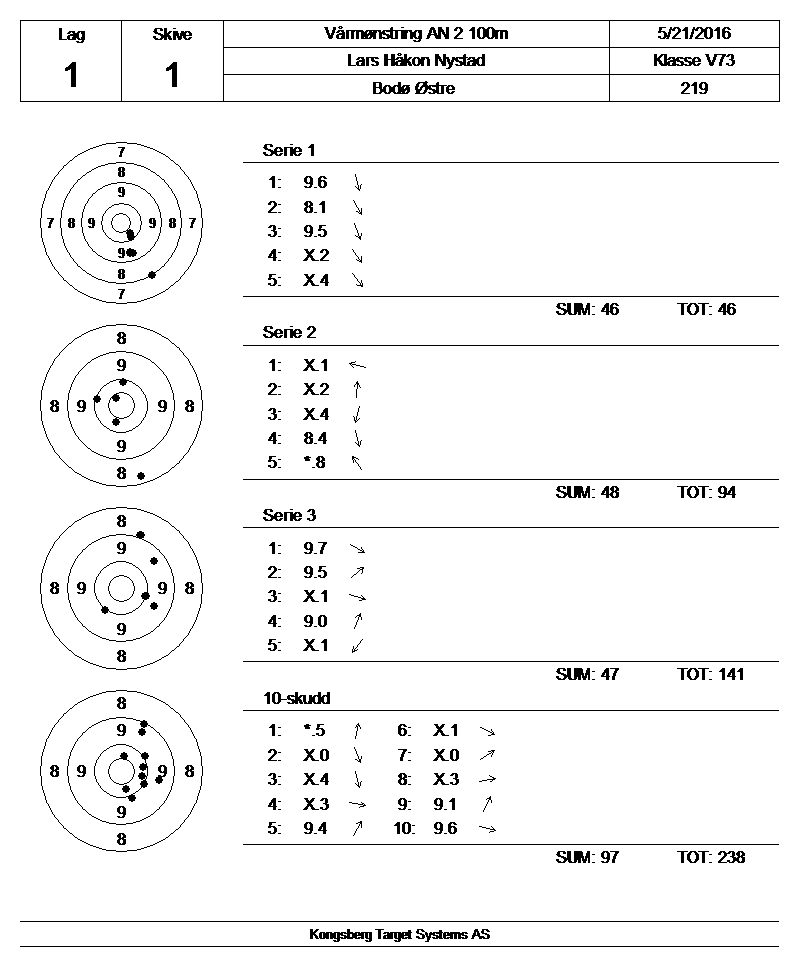 Lag Skive Vårmønstring AN 2 100m 5/21/2016
1 1 Lars Håkon Nystad Klasse V73
Bodø Østre 219
Serie 1
7
8
9
7 8 9 9 8 7
9
8
7
1: 9.6
2: 8.1
3: 9.5
4: X.2
5: X.4
SUM: 46 TOT: 46
Serie 2
8
9
8 9 9 8
9
8
1: X.1
2: X.2
3: X.4
4: 8.4
5: *.8
SUM: 48 TOT: 94
Serie 3
8
9
8 9 9 8
9
8
1: 9.7
2: 9.5
3: X.1
4: 9.0
5: X.1
SUM: 47 TOT: 141
10-skudd
8
9
8 9 9 8
9
8
1: *.5 6: X.1
2: X.0 7: X.0
3: X.4 8: X.3
4: X.3 9: 9.1
5: 9.4 10: 9.6
SUM: 97 TOT: 238
Kongsberg Target Systems AS